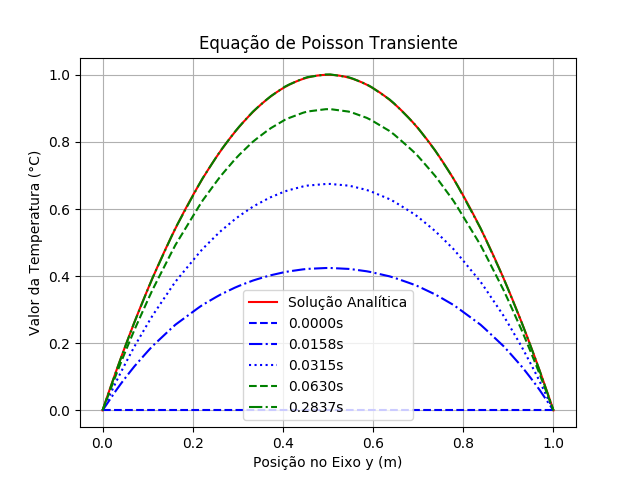 Equação de Poisson Transiente
Valor da Temperatura (°C)
1.0
0.8
0.6
0.4
0.2
0.0
Solução Analítica
0.0000s
0.0158s
0.0315s
0.0630s
0.2837s
0.0 0.2 0.4 0.6 0.8 1.0
Posição no Eixo y (m)